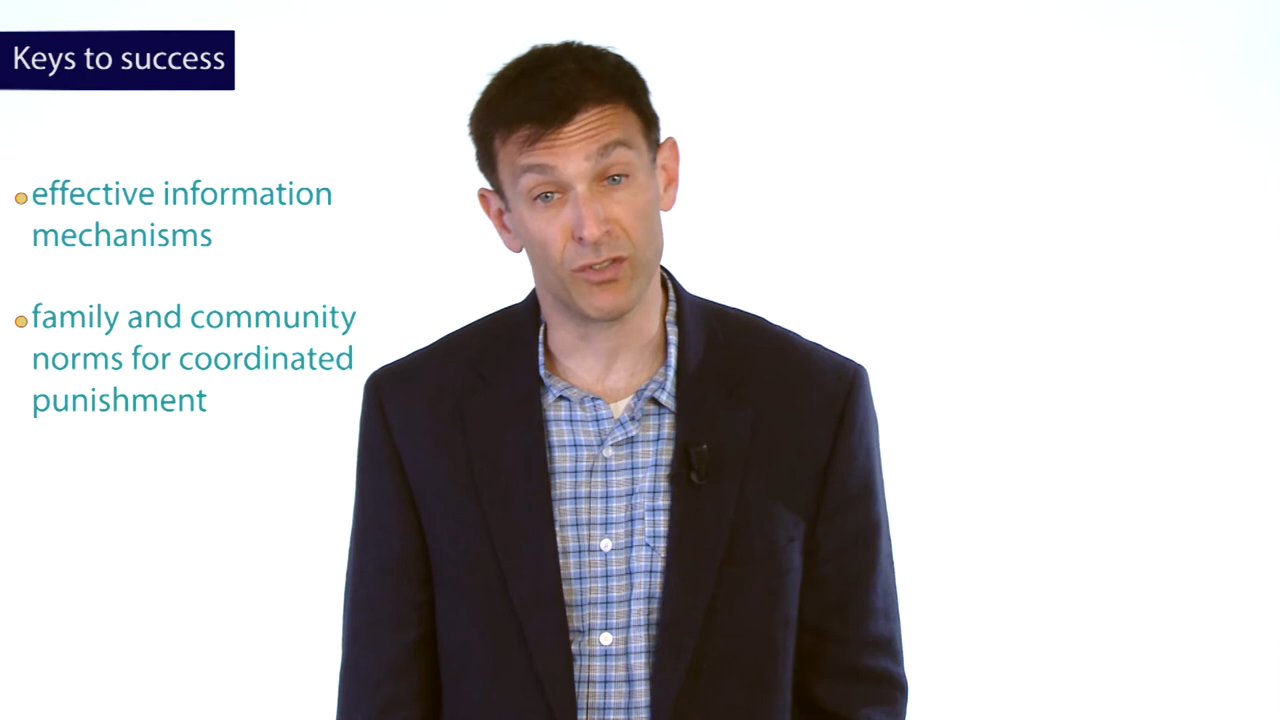 Keys to success
effective information
mechanisms
family and community
norms for coordinated
punishment